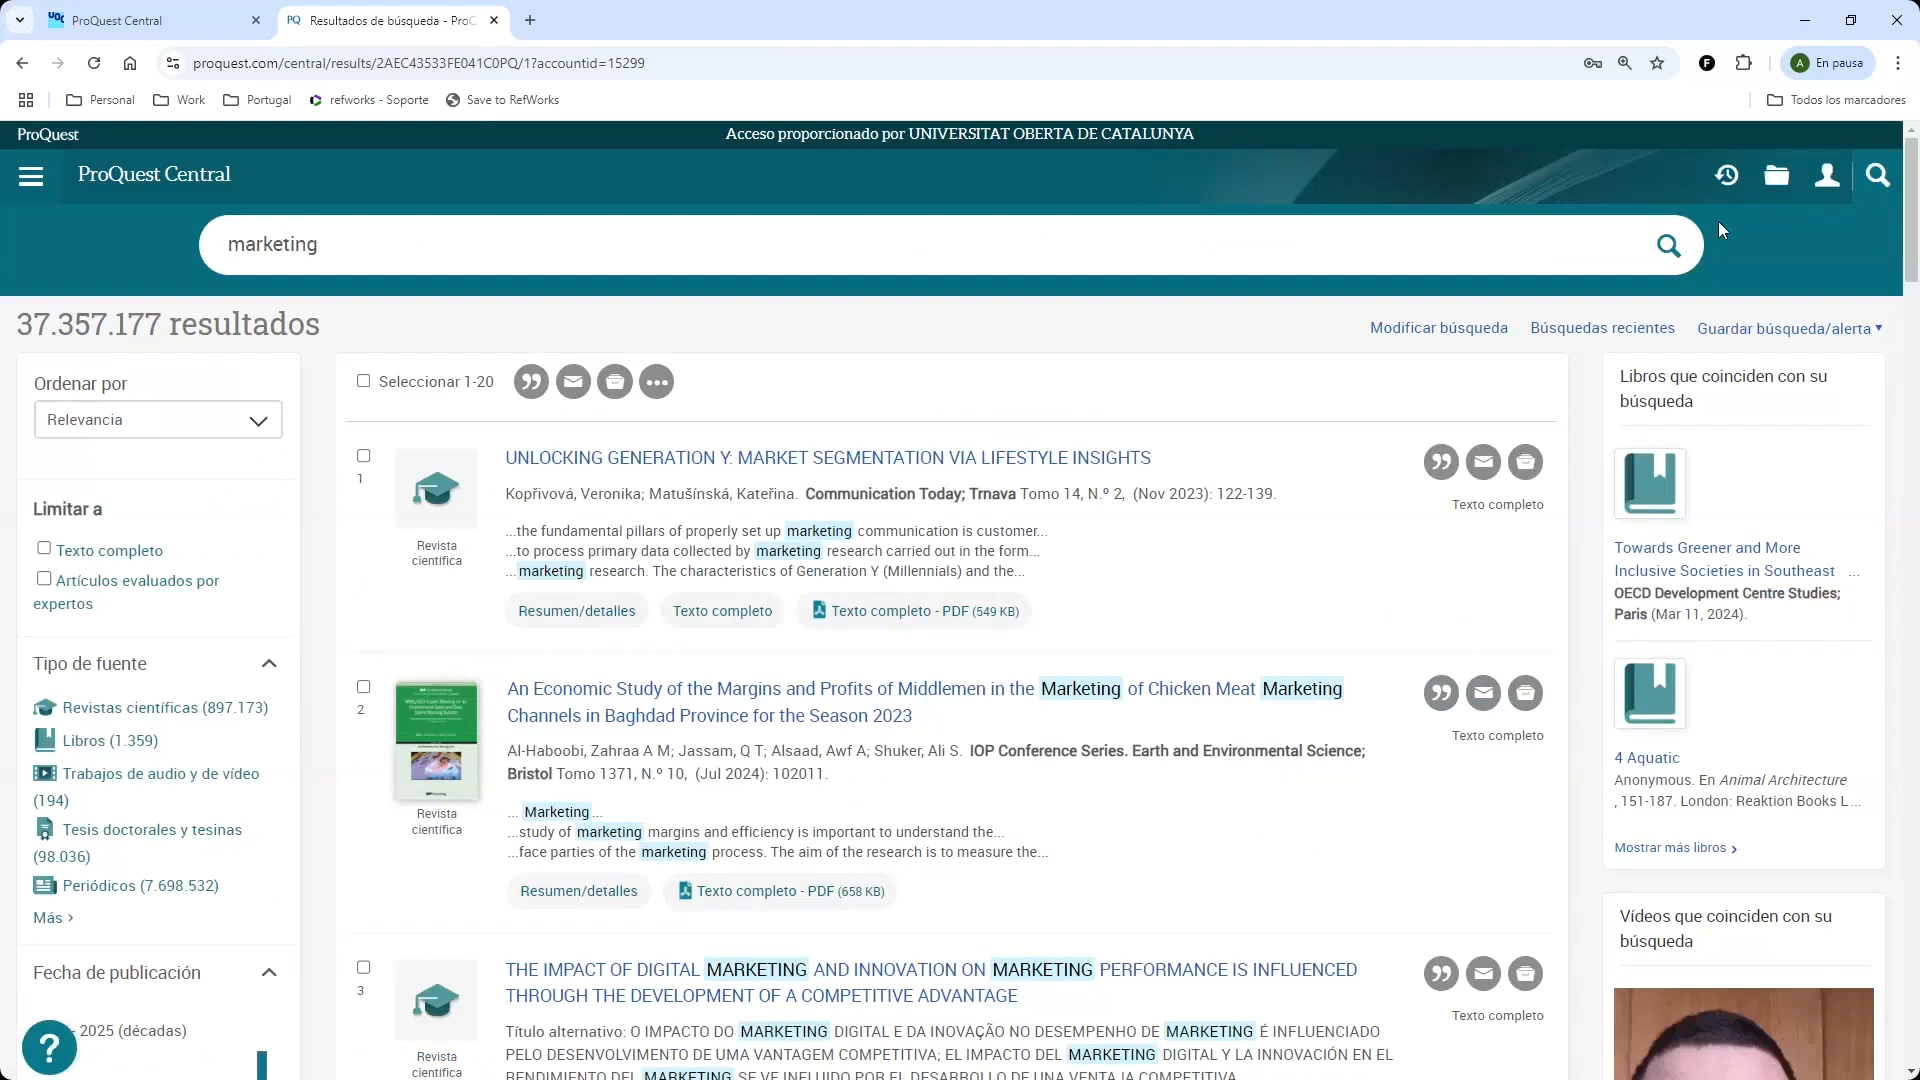 ProQuest Central
Resultados de búsqueda - ProQ
proquest.com/central/results/2AEC43533FE041C0PQ/1?accountid=15299
F
A En pausa
Personal
Work
Portugal
refworks - Soporte
Save to RefWorks
Todos los marcadores
ProQuest
Acceso proporcionado por UNIVERSITAT OBERTA DE CATALUNYA
ProQuest Central
marketing
37.357.177 resultados
Modificar búsqueda
Búsquedas recientes
Guardar búsqueda/alerta
Ordenar por
Relevancia
Limitar a
Texto completo
Artículos evaluados por
expertos
Tipo de fuente
Revistas científicas (897.173)
Libros (1.359)
Trabajos de audio y de vídeo
(194)
Tesis doctorales y tesinas
(98.036)
Periódicos (7.698.532)
Más >
Fecha de publicación
- 2025 (décadas)
?
Seleccionar 1-20
1
Revista
científica
UNLOCKING GENERATION Y: MARKET SEGMENTATION VIA LIFESTYLE INSIGHTS
Kopřivová, Veronika; Matušínská, Kateřina. Communication Today; Trnava Tomo 14, N.º 2, (Nov 2023): 122-139.
...the fundamental pillars of properly set up marketing communication is customer...
...to process primary data collected by marketing research carried out in the form...
...marketing research. The characteristics of Generation Y (Millennials) and the...
Resumen/detalles
Texto completo
Texto completo - PDF (549 KB)
Texto completo
2
Revista
científica
An Economic Study of the Margins and Profits of Middlemen in the Marketing of Chicken Meat Marketing
Channels in Baghdad Province for the Season 2023
Al-Haboobi, Zahraa A M; Jassam, Q T; Alsaad, Awf A; Shuker, Ali S. IOP Conference Series. Earth and Environmental Science;
Bristol Tomo 1371, N.º 10, (Jul 2024): 102011.
... Marketing ...
...study of marketing margins and efficiency is important to understand the...
...face parties of the marketing process. The aim of the research is to measure the...
Resumen/detalles
Texto completo - PDF (658 KB)
Texto completo
3
Revista
científica
THE IMPACT OF DIGITAL MARKETING AND INNOVATION ON MARKETING PERFORMANCE IS INFLUENCED
THROUGH THE DEVELOPMENT OF A COMPETITIVE ADVANTAGE
Título alternativo: O IMPACTO DO MARKETING DIGITAL E DA INOVAÇÃO NO DESEMPENHO DE MARKETING É INFLUENCIADO
PELO DESENVOLVIMENTO DE UMA VANTAGEM COMPETITIVA; EL IMPACTO DEL MARKETING DIGITAL Y LA INNOVACIÓN EN EL
RENDIMIENTO DEL MARKETING SE VE INFLUIDO POR EL DESARROLLO DE UNA VENTAJA COMPETITIVA
Texto completo
Libros que coinciden con su
búsqueda
Towards Greener and More
Inclusive Societies in Southeast ...
OECD Development Centre Studies;
Paris (Mar 11, 2024).
4 Aquatic
Anonymous. En Animal Architecture
, 151-187. London: Reaktion Books L...
Mostrar más libros >
Vídeos que coinciden con su
búsqueda